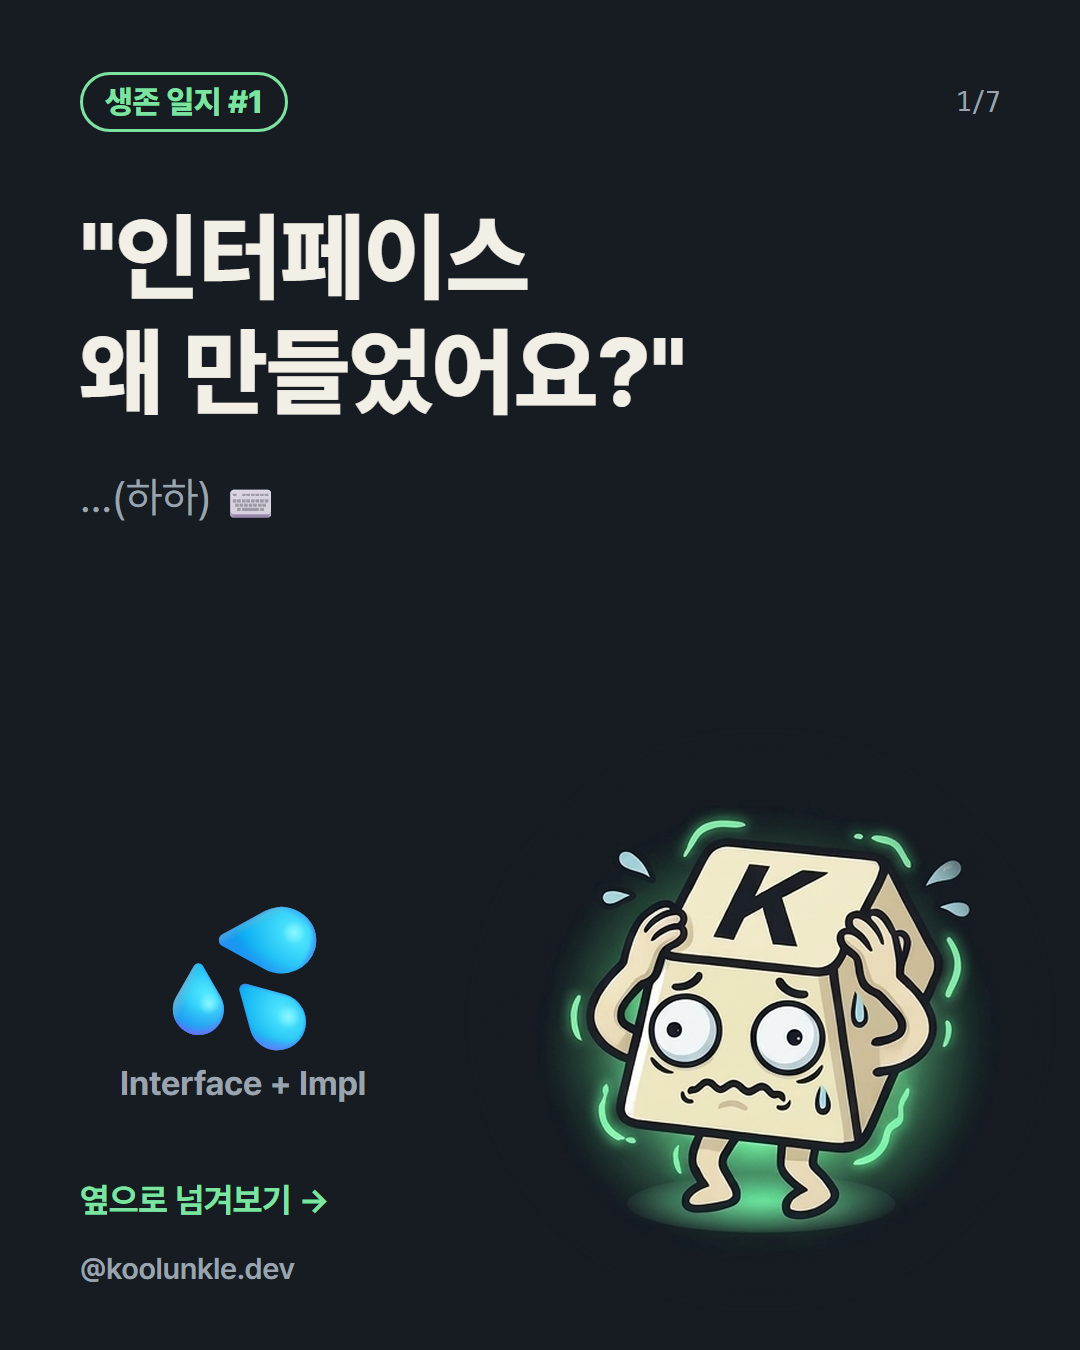 생존 일지 #1
1/7
"인터페이스
왜 만들었어요?"
...(하하) ⌨️
K
💦
Interface + Impl
옆으로 넘겨보기 →
@koolunkle.dev